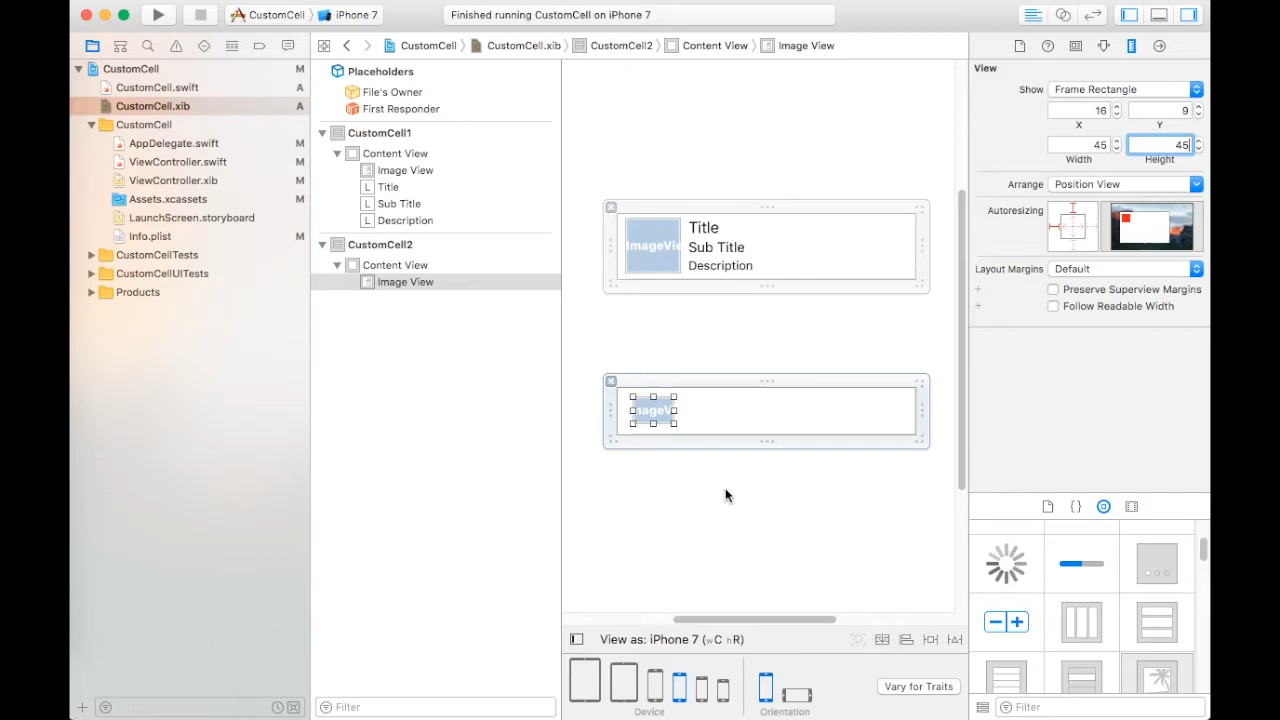 CustomCell
iPhone 7
Finished running CustomCell on iPhone 7
CustomCell
CustomCell.xib
CustomCell2
Content View
Image View
CustomCell M
CustomCell.swift A
CustomCell.xib A
CustomCell
AppDelegate.swift M
ViewController.swift M
ViewController.xib M
Assets.xcassets M
LaunchScreen.storyboard
Info.plist M
CustomCellTests
CustomCellUITests
Products
Placeholders
File's Owner
First Responder
CustomCell1
Content View
Image View
L Title
L Sub Title
L Description
CustomCell2
Content View
Image View
Filter
ImageVie
Title
Sub Title
Description
View as: iPhone 7 (wC hR)
Device
Orientation
Vary for Traits
View
Show Frame Rectangle
16 9
X Y
45 45
Width Height
Arrange Position View
Autoresizing
Layout Margins Default
Preserve Superview Margins
Follow Readable Width
Filter